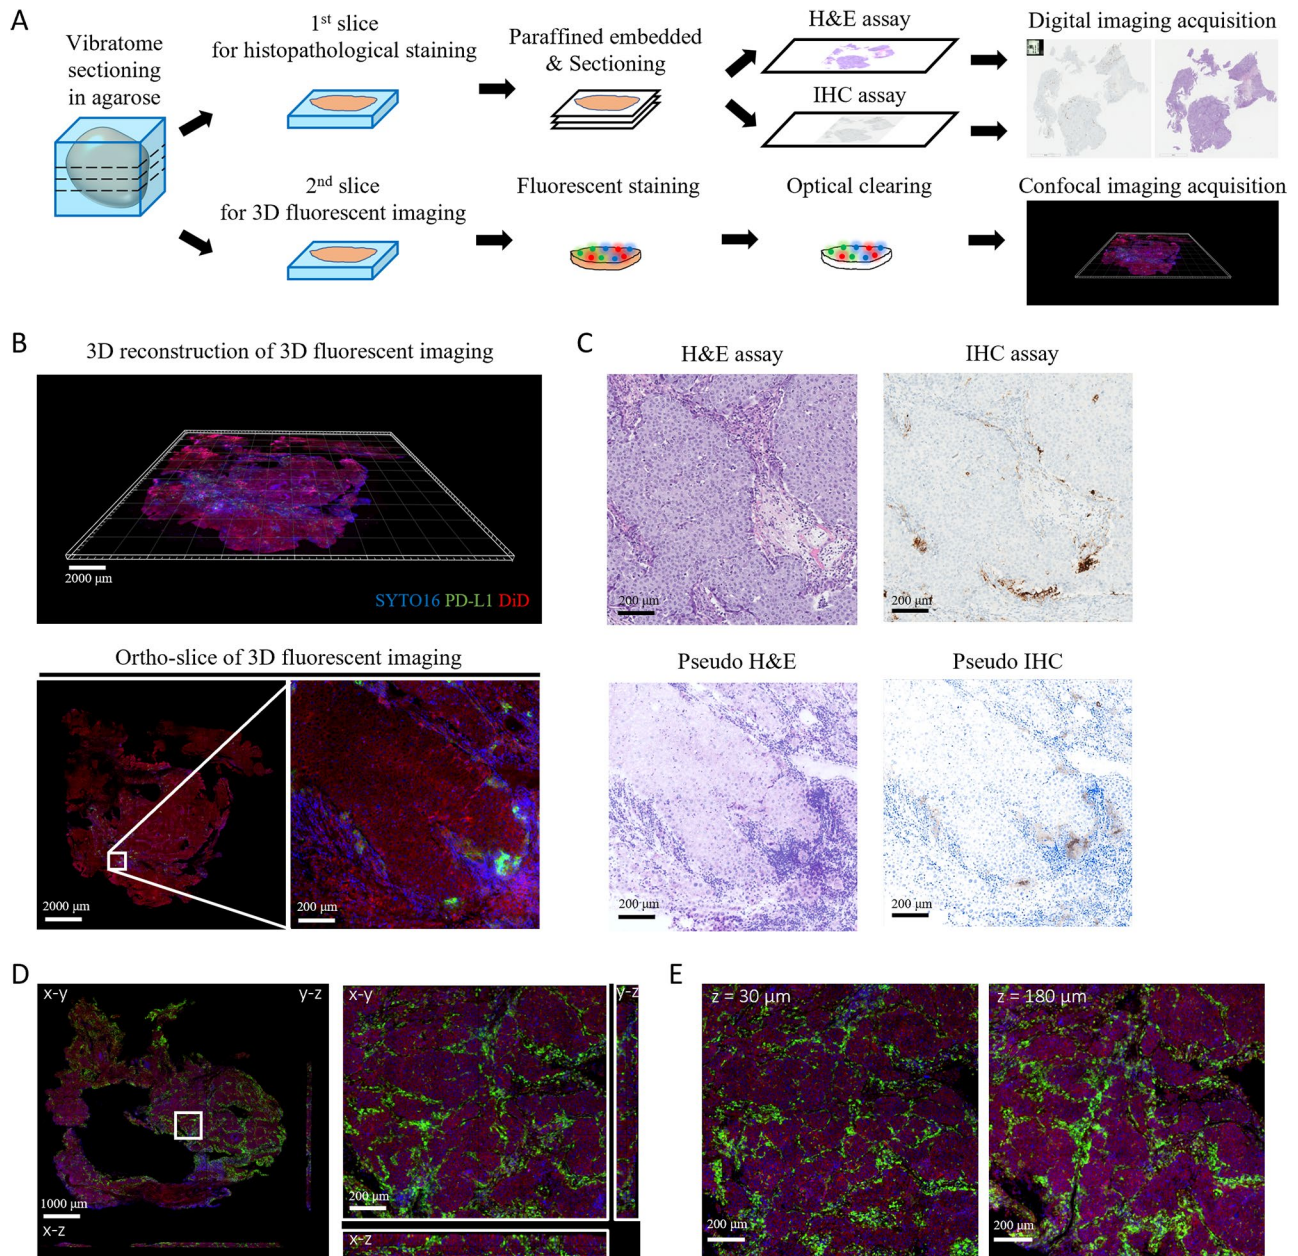 A
Vibratome
sectioning
in agarose
1st slice
for histopathological staining
Paraffined embedded
& Sectioning
H&E assay
IHC assay
Digital imaging acquisition
2nd slice
for 3D fluorescent imaging
Fluorescent staining
Optical clearing
Confocal imaging acquisition
B
3D reconstruction of 3D fluorescent imaging
2000 μm
SYTO16 PD-L1 DiD
Ortho-slice of 3D fluorescent imaging
2000 μm
200 μm
C
H&E assay
IHC assay
200 μm
200 μm
Pseudo H&E
Pseudo IHC
200 μm
200 μm
D
x-y
y-z
1000 μm
x-z
x-y
y-z
200 μm
x-z
E
z = 30 μm
z = 180 μm
200 μm
200 μm